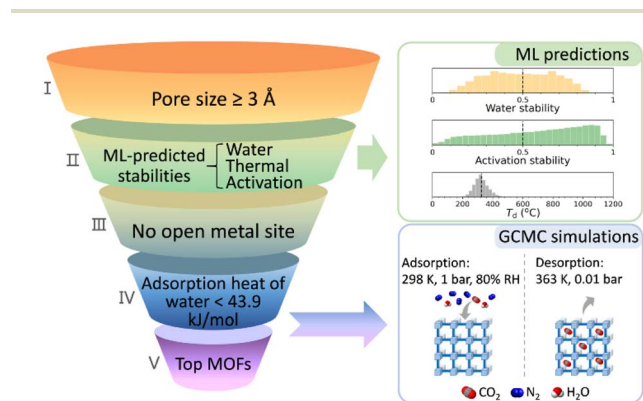 I
Pore size ≥ 3 Å
II
ML-predicted
stabilities
Water
Thermal
Activation
III
No open metal site
IV
Adsorption heat of
water < 43.9
kJ/mol
V
Top MOFs
ML predictions
0 0.5 1
Water stability
0 0.5 1
Activation stability
0 200 400 600 800 1000 1200
Td (°C)
GCMC simulations
Adsorption:
298 K, 1 bar, 80% RH
Desorption:
363 K, 0.01 bar
CO₂ N₂ H₂O